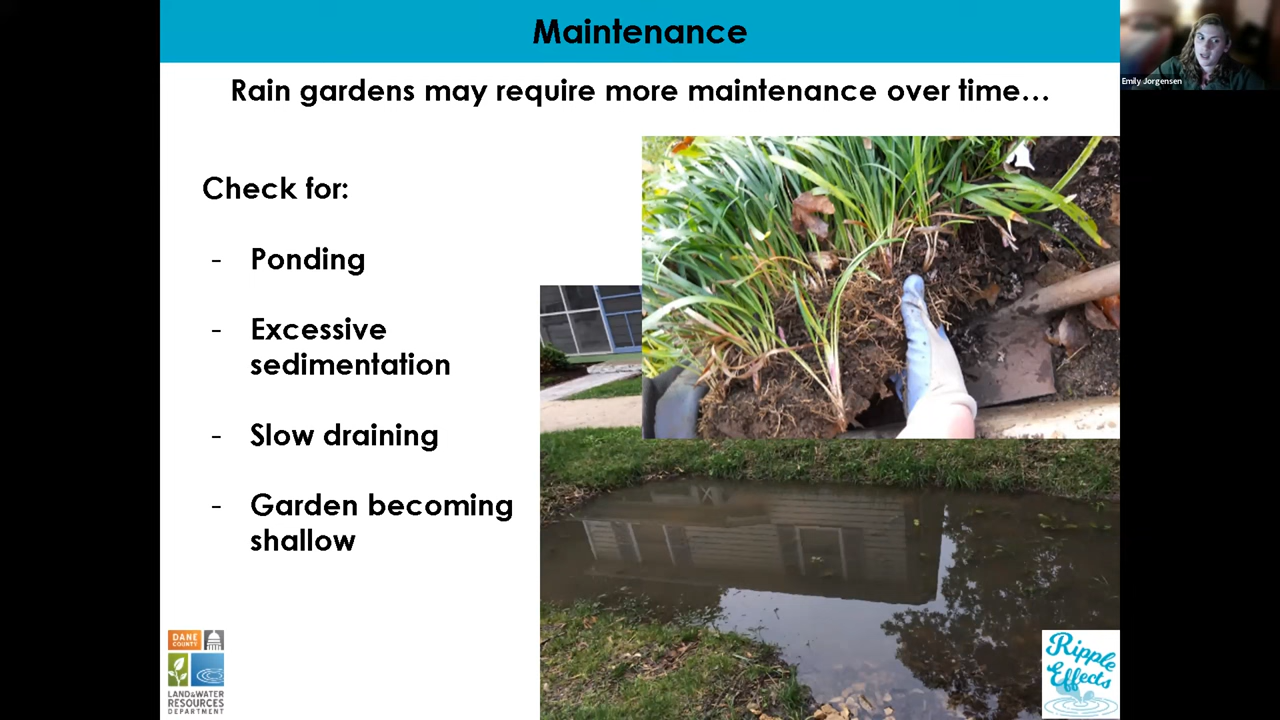 Maintenance
Rain gardens may require more maintenance over time...
Emily Jorgensen
Check for:
- Ponding
- Excessive
sedimentation
- Slow draining
- Garden becoming
shallow
DANE
COUNTY
LAND & WATER
RESOURCES
DEPARTMENT
Ripple
Effects